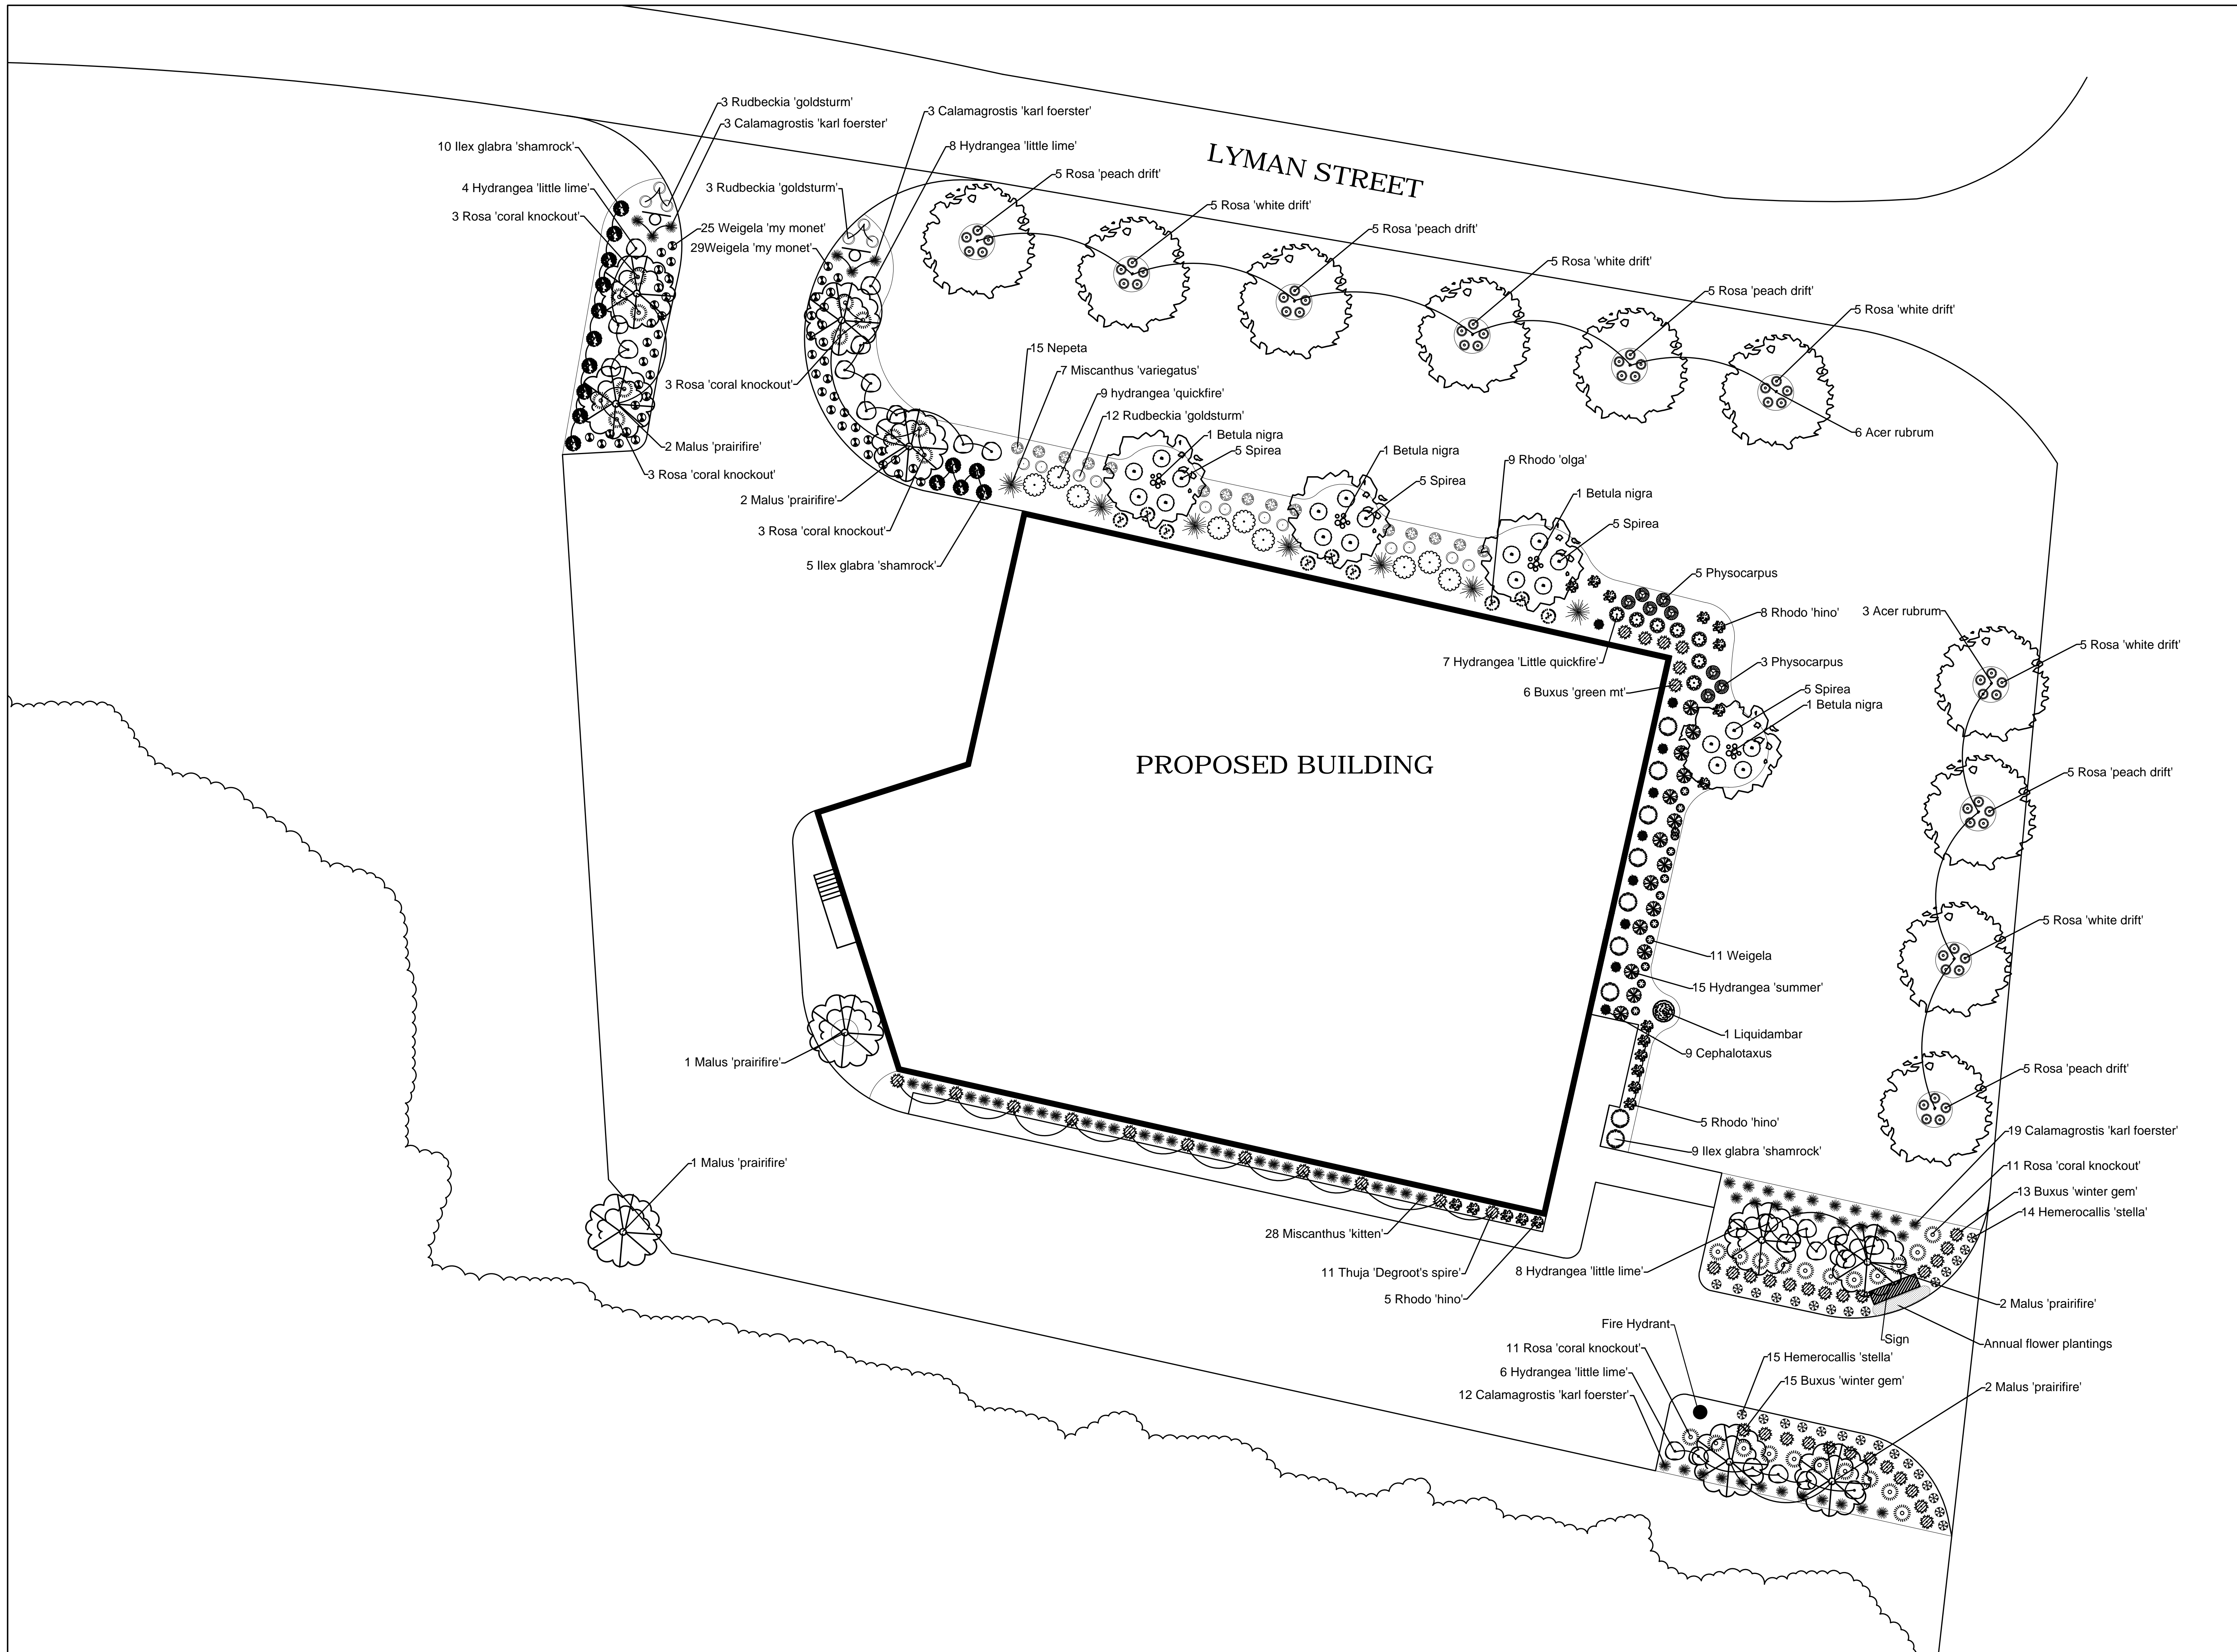 3 Rudbeckia 'goldsturm'
3 Calamagrostis 'karl foerster'
10 Ilex glabra 'shamrock'
4 Hydrangea 'little lime'
3 Rosa 'coral knockout'
3 Calamagrostis 'karl foerster'
8 Hydrangea 'little lime'
3 Rudbeckia 'goldsturm'
5 Rosa 'peach drift'
LYMAN STREET
5 Rosa 'white drift'
25 Weigela 'my monet'
29Weigela 'my monet'
5 Rosa 'peach drift'
5 Rosa 'white drift'
5 Rosa 'peach drift'
5 Rosa 'white drift'
15 Nepeta
7 Miscanthus 'variegatus'
3 Rosa 'coral knockout'
9 hydrangea 'quickfire'
12 Rudbeckia 'goldsturm'
1 Betula nigra
5 Spirea
6 Acer rubrum
2 Malus 'prairifire'
3 Rosa 'coral knockout'
1 Betula nigra
5 Spirea
9 Rhodo 'olga'
2 Malus 'prairifire'
1 Betula nigra
5 Spirea
3 Rosa 'coral knockout'
5 Ilex glabra 'shamrock'
5 Physocarpus
8 Rhodo 'hino'
3 Acer rubrum
5 Rosa 'white drift'
7 Hydrangea 'Little quickfire'
3 Physocarpus
6 Buxus 'green mt'
5 Spirea
1 Betula nigra
PROPOSED BUILDING
5 Rosa 'peach drift'
5 Rosa 'white drift'
11 Weigela
15 Hydrangea 'summer'
1 Liquidambar
9 Cephalotaxus
1 Malus 'prairifire'
5 Rosa 'peach drift'
5 Rhodo 'hino'
19 Calamagrostis 'karl foerster'
9 Ilex glabra 'shamrock'
1 Malus 'prairifire'
11 Rosa 'coral knockout'
13 Buxus 'winter gem'
14 Hemerocallis 'stella'
28 Miscanthus 'kitten'
11 Thuja 'Degroot's spire'
8 Hydrangea 'little lime'
5 Rhodo 'hino'
2 Malus 'prairifire'
Fire Hydrant
Sign
Annual flower plantings
11 Rosa 'coral knockout'
15 Hemerocallis 'stella'
6 Hydrangea 'little lime'
15 Buxus 'winter gem'
2 Malus 'prairifire'
12 Calamagrostis 'karl foerster'